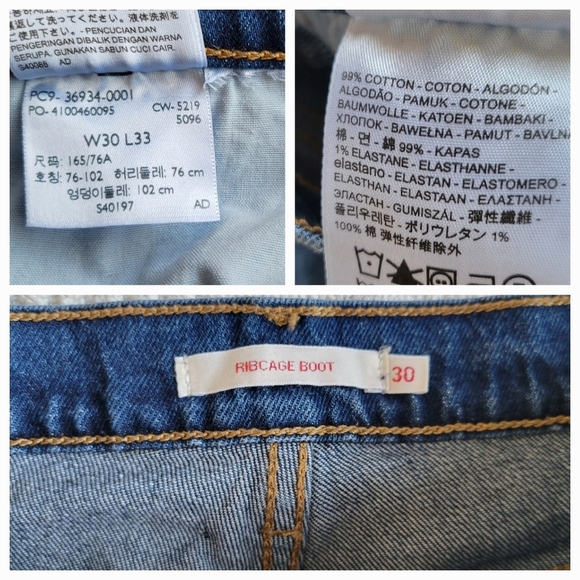 返して洗ってください。液体洗剤をご
使用下さい。- PENCUCIAN DAN
PENGERINGAN DIBALIK DENGAN WARNA
SERUPA. GUNAKAN SABUN CUCI CAIR.
S40088 AD
PC9- 36934-0001
PO- 4100460095 CW- 5219
5096
W30 L33
尺码: 165/76A
호칭: 76-102 허리둘레: 76 cm
엉덩이둘레: 102 cm
S40197 AD
99% COTTON - COTON - ALGODÓN -
ALGODÃO - PAMUK - COTONE -
BAUMWOLLE - KATOEN - BAMBAKI -
ХЛОПОК - BAWEŁNA - PAMUT - BAVLNA
棉 - 면 - 綿 99% - KAPAS
1% ELASTANE - ELASTHANNE -
elastano - ELASTAN - ELASTOMERO -
ELASTHAN - ELASTAAN - ΕΛΑΣΤΑΝΗ -
ЭЛАСТАН - GUMISZÁL - 彈性纖維 -
폴리우레탄 - ポリウレタン 1%
100% 棉 弹性纤维除外
RIBCAGE BOOT
30